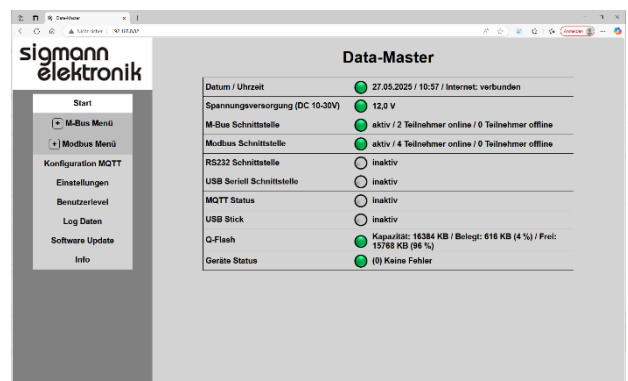 Data-Master
Nicht sicher
Anmelden
sigmann
elektronik
Data-Master
Start
+ M-Bus Menü
+ Modbus Menü
Konfiguration MQTT
Einstellungen
Benutzerlevel
Log Daten
Software Update
Info
Datum / Uhrzeit 27.05.2025 / 10:57 / Internet: verbunden
Spannungsversorgung (DC 10-30V) 12,0 V
M-Bus Schnittstelle aktiv / 2 Teilnehmer online / 0 Teilnehmer offline
Modbus Schnittstelle aktiv / 4 Teilnehmer online / 0 Teilnehmer offline
RS232 Schnittstelle inaktiv
USB Seriell Schnittstelle inaktiv
MQTT Status inaktiv
USB Stick inaktiv
Q-Flash Kapazität: 16384 KB / Belegt: 616 KB (4 %) / Frei:
15768 KB (96 %)
Geräte Status (0) Keine Fehler